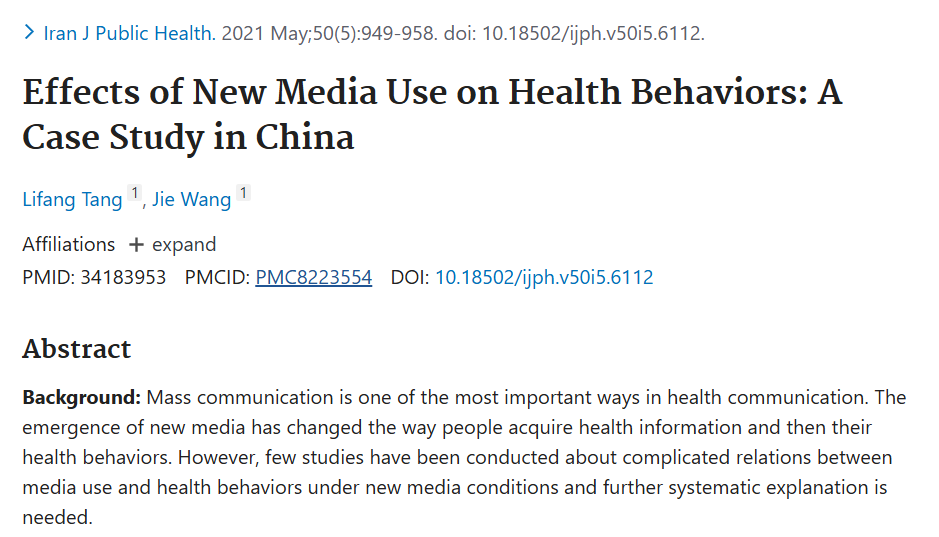 > Iran J Public Health. 2021 May;50(5):949-958. doi: 10.18502/ijph.v50i5.6112.
Effects of New Media Use on Health Behaviors: A
Case Study in China
Lifang Tang 1, Jie Wang 1
Affiliations + expand
PMID: 34183953 PMCID: PMC8223554 DOI: 10.18502/ijph.v50i5.6112
Abstract
Background: Mass communication is one of the most important ways in health communication. The
emergence of new media has changed the way people acquire health information and then their
health behaviors. However, few studies have been conducted about complicated relations between
media use and health behaviors under new media conditions and further systematic explanation is
needed.